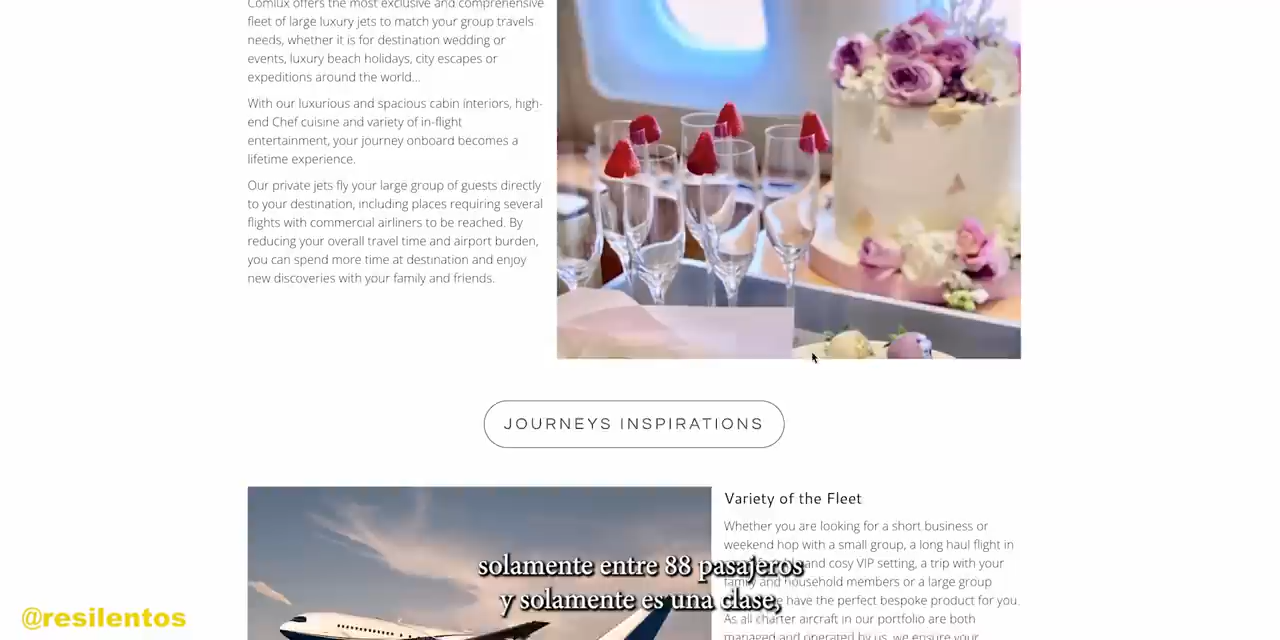 Comlux offers the most exclusive and comprehensive
fleet of large luxury jets to match your group travels
needs, whether it is for destination wedding or
events, luxury beach holidays, city escapes or
expeditions around the world...
With our luxurious and spacious cabin interiors, high-
end Chef cuisine and variety of in-flight
entertainment, your journey onboard becomes a
lifetime experience.
Our private jets fly your large group of guests directly
to your destination, including places requiring several
flights with commercial airliners to be reached. By
reducing your overall travel time and airport burden,
you can spend more time at destination and enjoy
new discoveries with your family and friends.
JOURNEYS INSPIRATIONS
Variety of the Fleet
Whether you are looking for a short business or
weekend hop with a small group, a long haul flight in
and cosy VIP setting, a trip with your
family and household members or a large group
have the perfect bespoke product for you.
As all charter aircraft in our portfolio are both
managed and operated by us, we ensure your
solamente entre 88 pasajeros
y solamente es una clase,
@resilentos